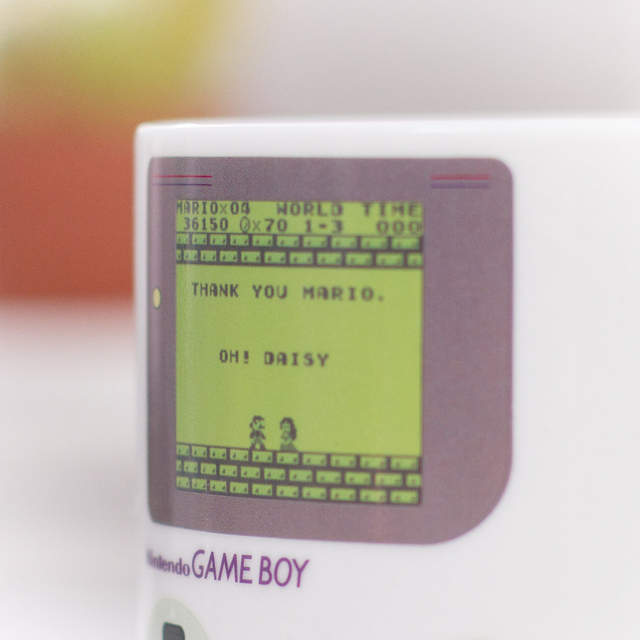 MARIO×04 WORLD TIME
36150 0×70 1-3 000
THANK YOU MARIO.
OH! DAISY
Nintendo GAME BOY